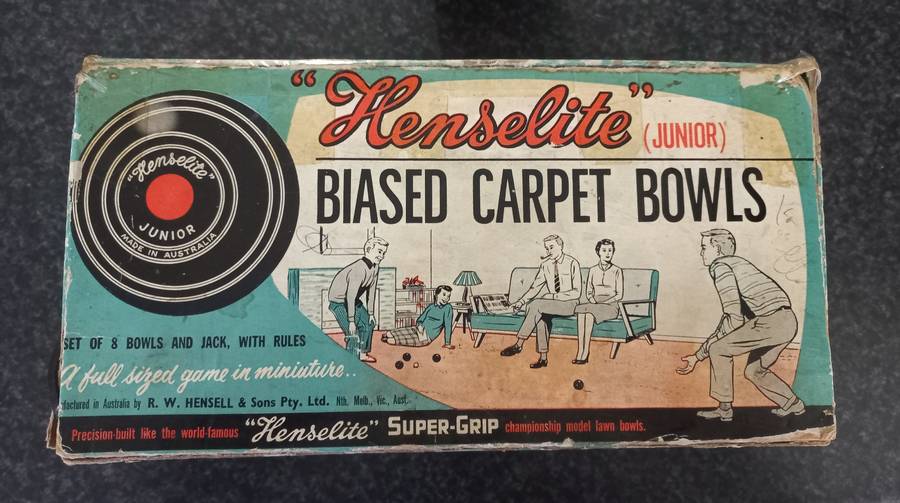 "Henselite" (JUNIOR)
BIASED CARPET BOWLS
"Henselite"
JUNIOR
MADE IN AUSTRALIA
SET OF 8 BOWLS AND JACK, WITH RULES
A full sized game in miniuture..
factured in Australia by R. W. HENSELL & Sons Pty. Ltd. Nth. Melb., Vic., Aust.
Precision-built like the world-famous "Henselite" SUPER-GRIP championship model lawn bowls.